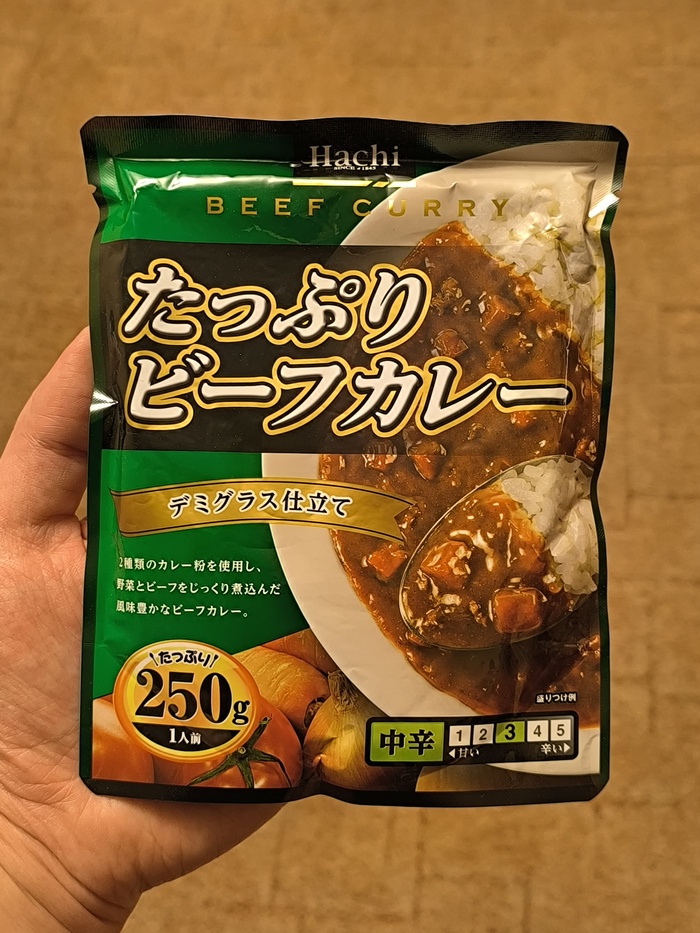 Hachi
SINCE 1845
BEEF CURRY
たっぷり
ビーフカレー
デミグラス仕立て
2種類のカレー粉を使用し、
野菜とビーフをじっくり煮込んだ
風味豊かなビーフカレー。
たっぷり
250g
1人前
盛りつけ例
中辛 1 2 3 4 5
甘い 辛い